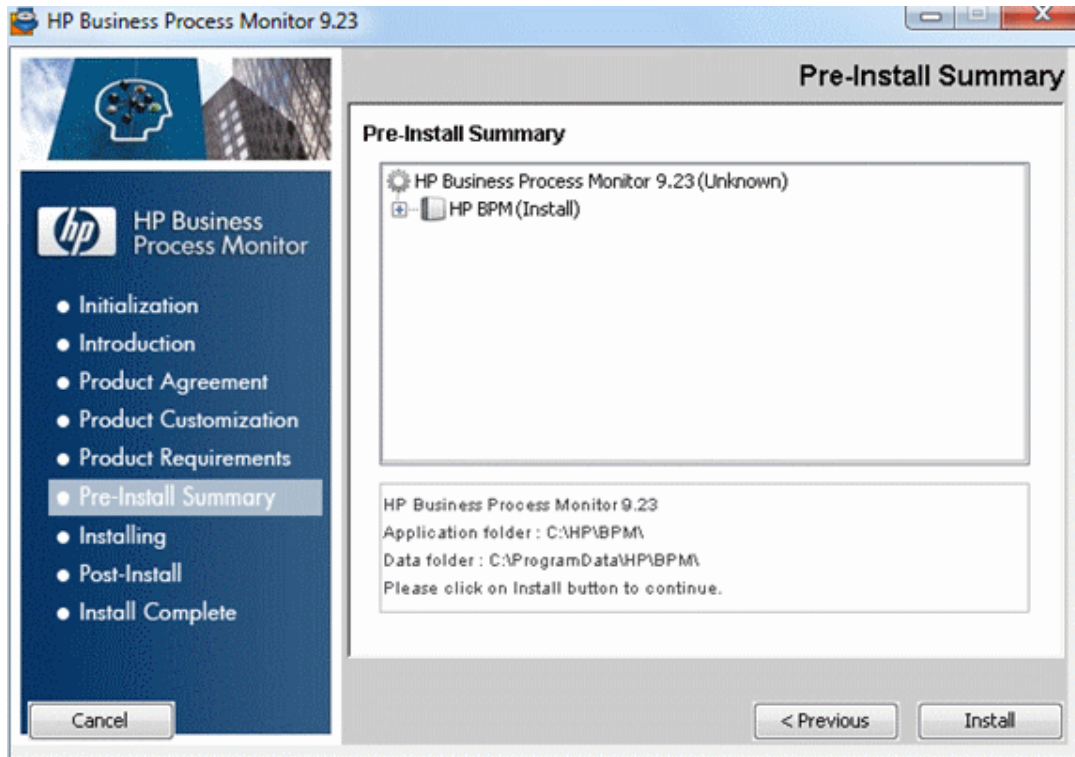 HP Business Process Monitor 9.23
Pre-Install Summary
hp
HP Business
Process Monitor
Initialization
Introduction
Product Agreement
Product Customization
Product Requirements
Pre-Install Summary
Installing
Post-Install
Install Complete
Pre-Install Summary
HP Business Process Monitor 9.23 (Unknown)
HP BPM (Install)
HP Business Process Monitor 9.23
Application folder : C:\HP\BPM\
Data folder : C:\ProgramData\HP\BPM\
Please click on Install button to continue.
Cancel
< Previous
Install